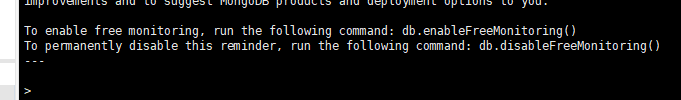 improvements and to suggest MongoDB products and deployment options to you.
To enable free monitoring, run the following command: db.enableFreeMonitoring()
To permanently disable this reminder, run the following command: db.disableFreeMonitoring()
---
>